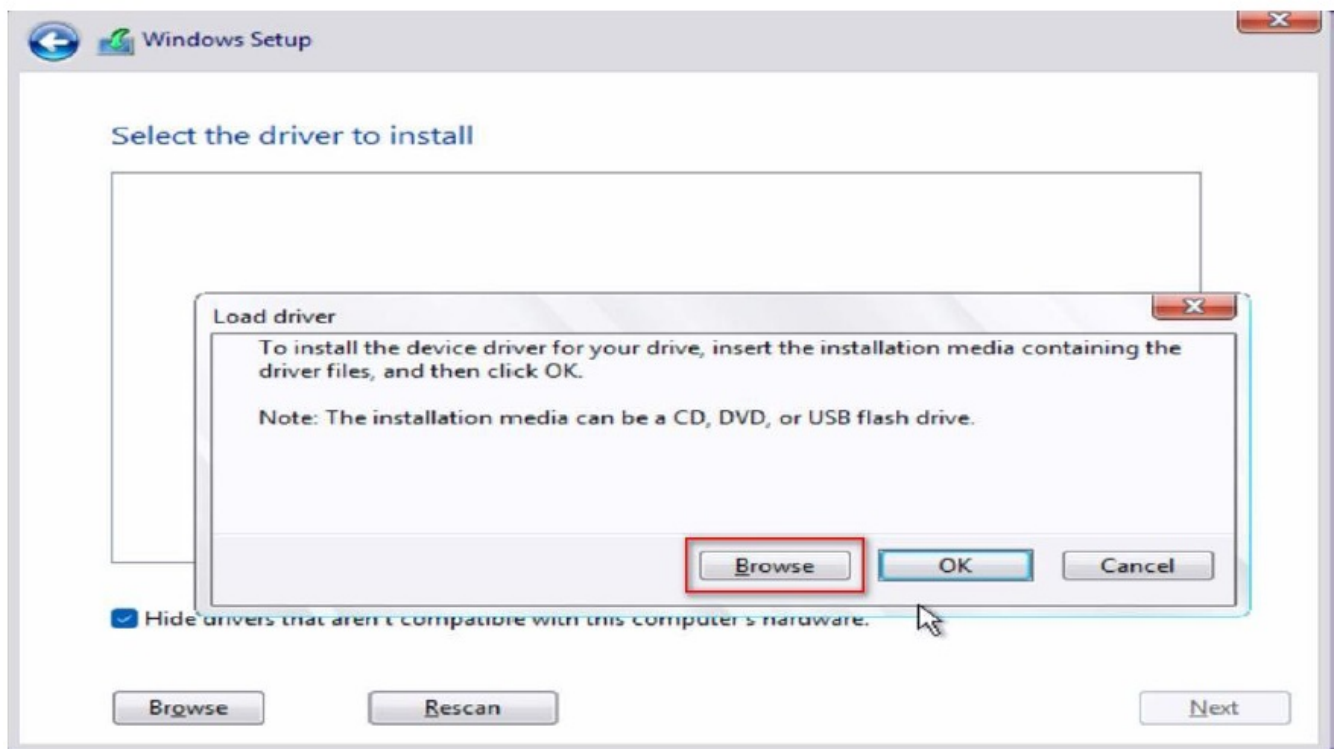 Windows Setup
Select the driver to install
Load driver
To install the device driver for your drive, insert the installation media containing the
driver files, and then click OK.
Note: The installation media can be a CD, DVD, or USB flash drive.
Browse
OK
Cancel
Hide drivers that aren't compatible with this computer's hardware.
Browse
Rescan
Next